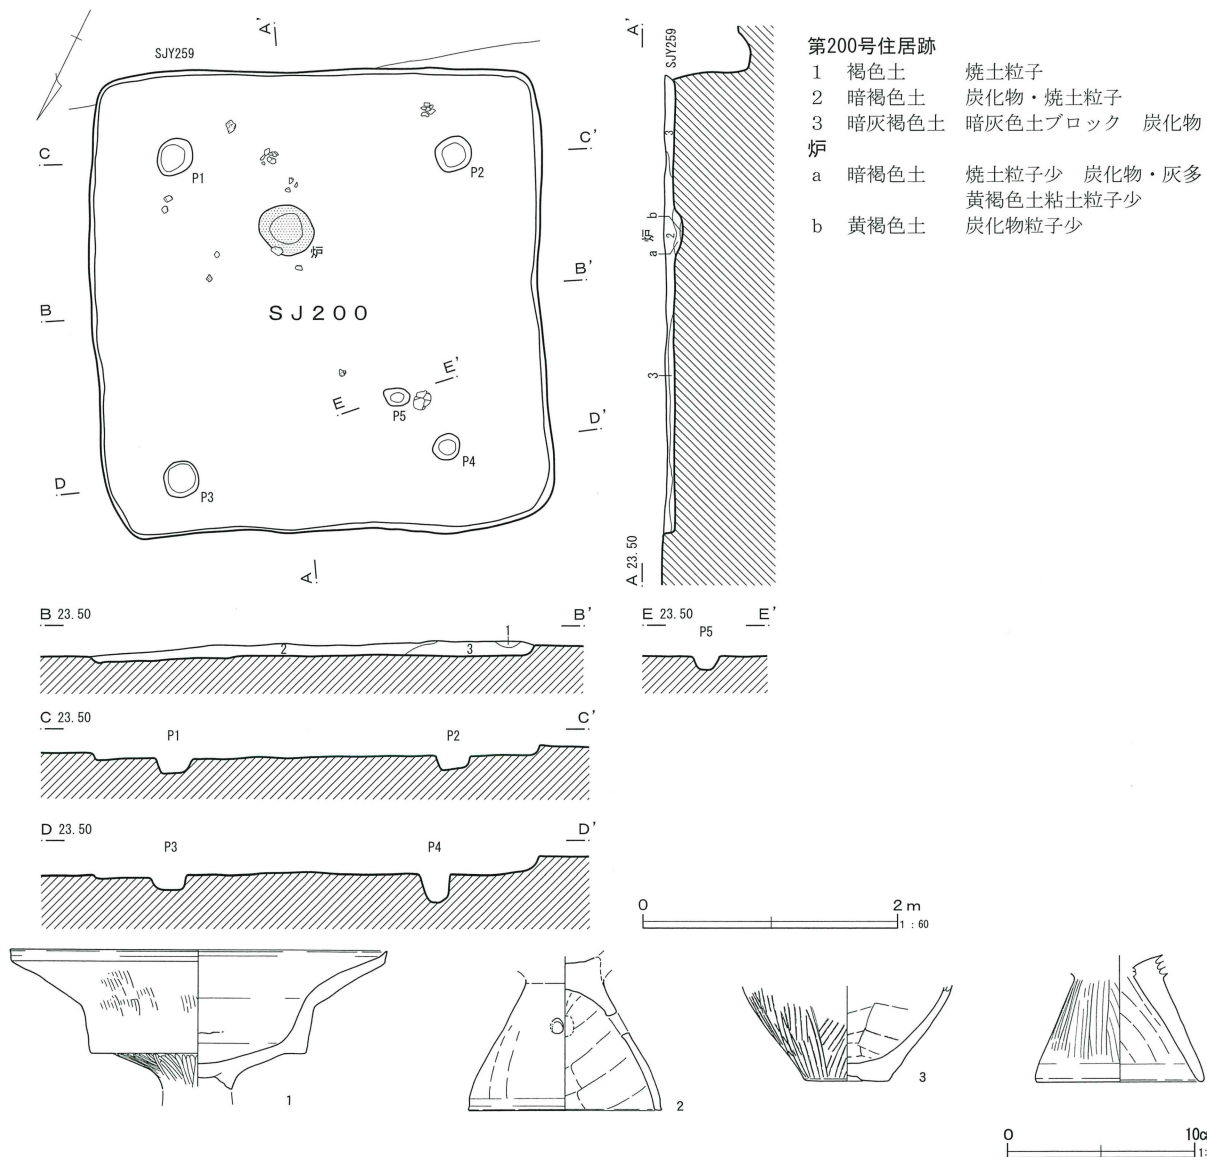 第200号住居跡
1 褐色土 焼土粒子
2 暗褐色土 炭化物・焼土粒子
3 暗灰褐色土 暗灰色土ブロック 炭化物
炉
a 暗褐色土 焼土粒子少 炭化物・灰多
黄褐色土粘土粒子少
b 黄褐色土 炭化物粒子少
A'
SJY259
C
C'
P1
P2
炉
B'
B
SJ200
E'
E
P5
D'
P4
D
P3
A
A'
SJY259
3
b
炉
2
a
3
A 23.50
B 23.50
B'
1
2
3
E 23.50
E'
P5
C 23.50
C'
P1
P2
D 23.50
D'
P3
P4
0 2m
1:60
1
2
3
0